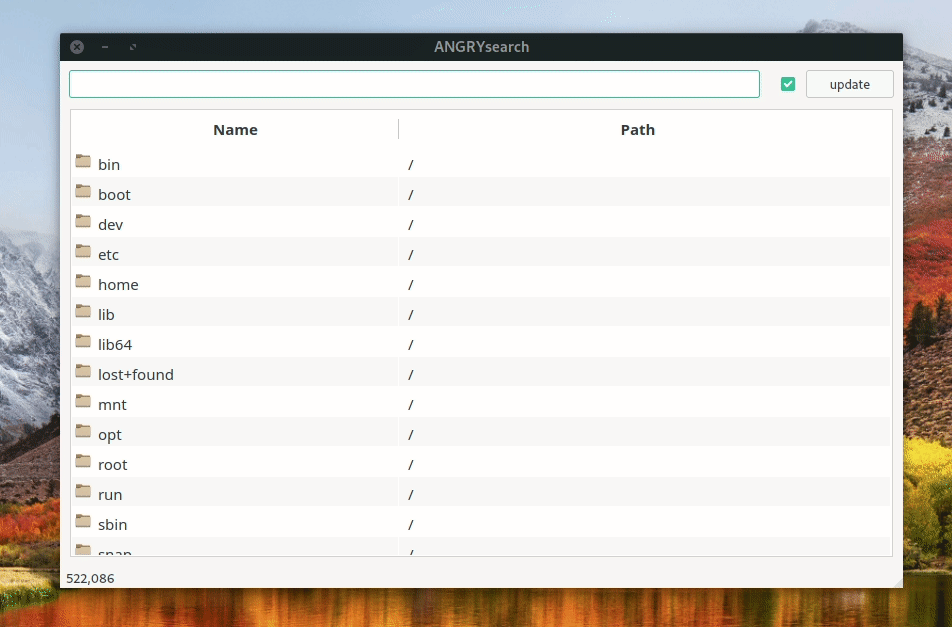 ANGRYsearch
update
Name Path
bin /
boot /
dev /
etc /
home /
lib /
lib64 /
lost+found /
mnt /
opt /
root /
run /
sbin /
snap /
522,086